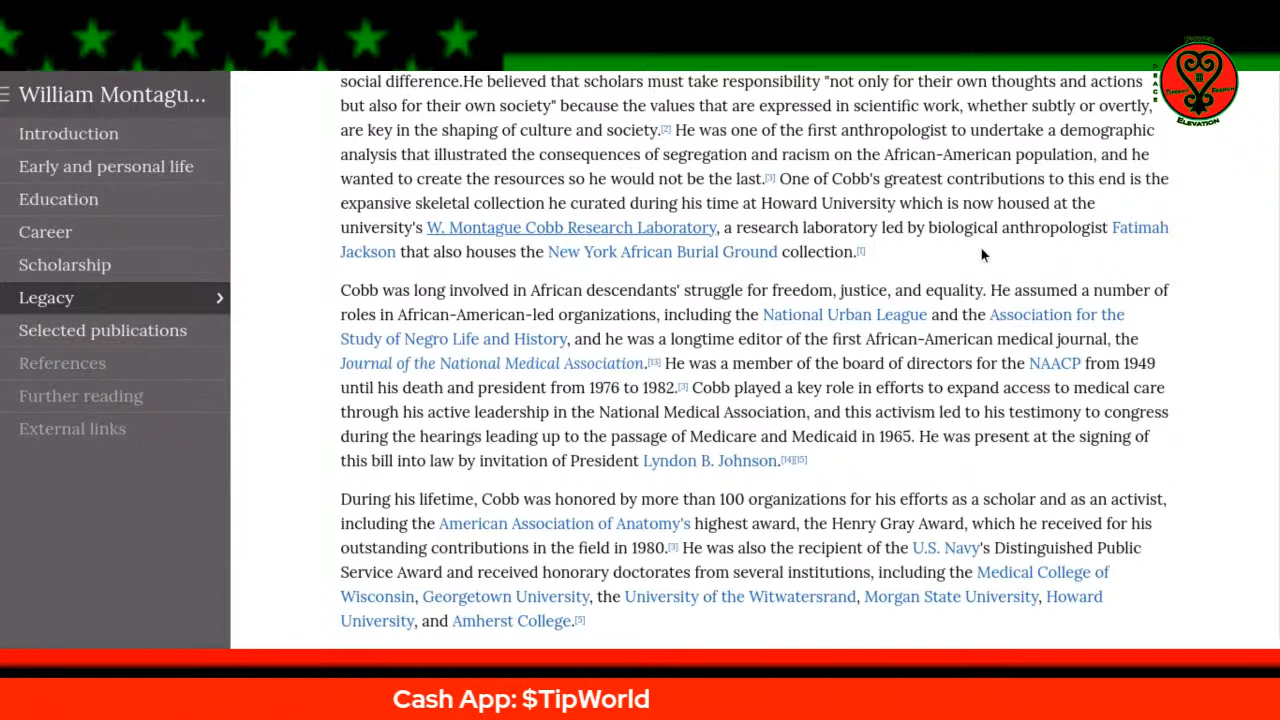 William Montagu...
Introduction
Early and personal life
Education
Career
Scholarship
Legacy
Selected publications
References
Further reading
External links
social difference.He believed that scholars must take responsibility "not only for their own thoughts and actions
but also for their own society" because the values that are expressed in scientific work, whether subtly or overtly,
are key in the shaping of culture and society.[2] He was one of the first anthropologist to undertake a demographic
analysis that illustrated the consequences of segregation and racism on the African-American population, and he
wanted to create the resources so he would not be the last.[3] One of Cobb's greatest contributions to this end is the
expansive skeletal collection he curated during his time at Howard University which is now housed at the
university's W. Montague Cobb Research Laboratory, a research laboratory led by biological anthropologist Fatimah
Jackson that also houses the New York African Burial Ground collection.[1]
Cobb was long involved in African descendants' struggle for freedom, justice, and equality. He assumed a number of
roles in African-American-led organizations, including the National Urban League and the Association for the
Study of Negro Life and History, and he was a longtime editor of the first African-American medical journal, the
Journal of the National Medical Association.[13] He was a member of the board of directors for the NAACP from 1949
until his death and president from 1976 to 1982.[3] Cobb played a key role in efforts to expand access to medical care
through his active leadership in the National Medical Association, and this activism led to his testimony to congress
during the hearings leading up to the passage of Medicare and Medicaid in 1965. He was present at the signing of
this bill into law by invitation of President Lyndon B. Johnson.[14][15]
During his lifetime, Cobb was honored by more than 100 organizations for his efforts as a scholar and as an activist,
including the American Association of Anatomy's highest award, the Henry Gray Award, which he received for his
outstanding contributions in the field in 1980.[3] He was also the recipient of the U.S. Navy's Distinguished Public
Service Award and received honorary doctorates from several institutions, including the Medical College of
Wisconsin, Georgetown University, the University of the Witwatersrand, Morgan State University, Howard
University, and Amherst College.[5]
POWER
PEACE
ELEVATION
Cash App: $TipWorld